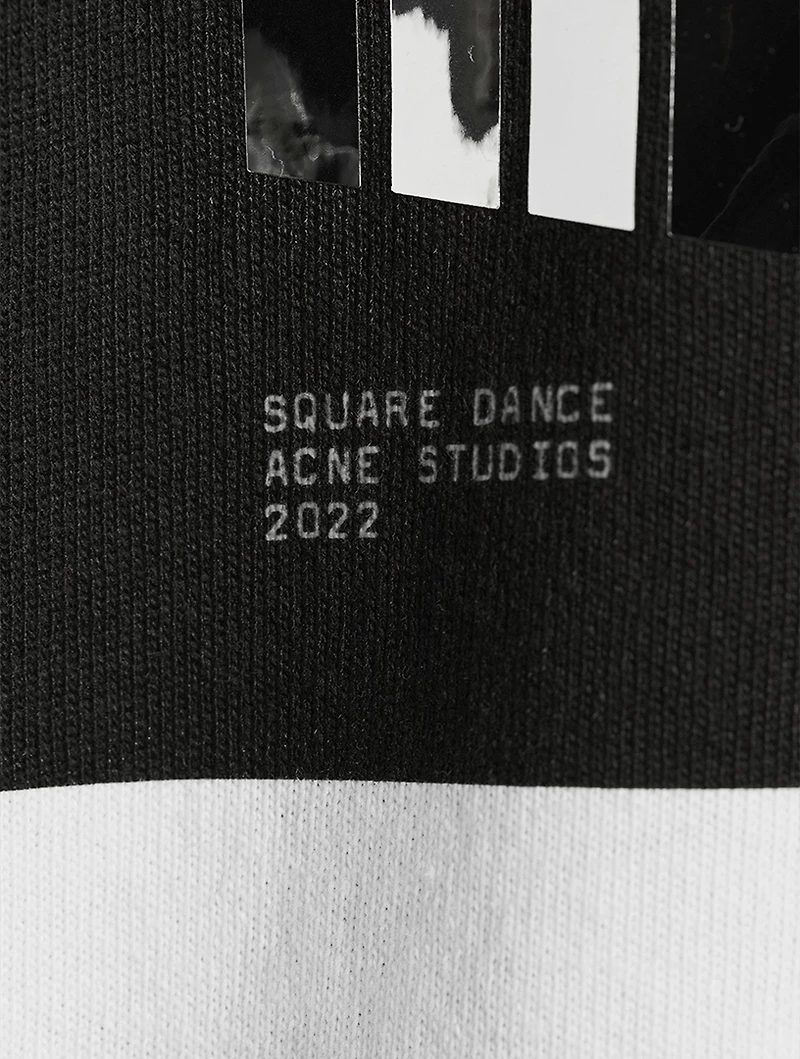 SQUARE DANCE
ACNE STUDIOS
2022